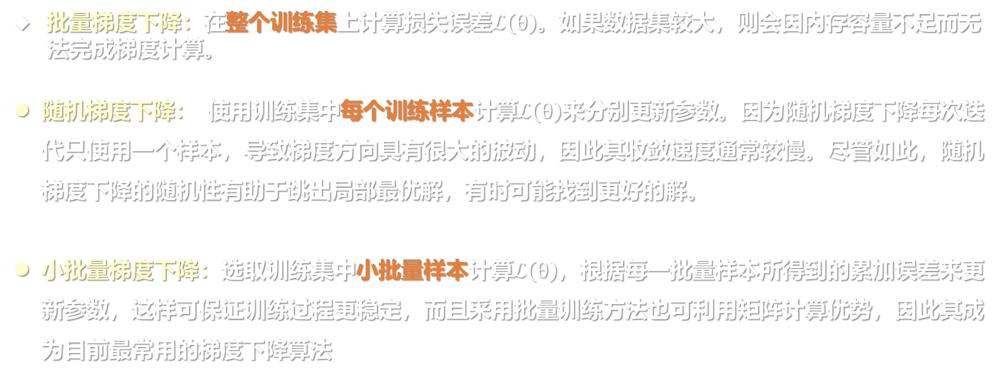 ◆ 批量梯度下降：在整个训练集上计算损失误差ℒ(θ)。如果数据集较大，则会因内存容量不足而无
法完成梯度计算。
● 随机梯度下降： 使用训练集中每个训练样本计算ℒ(θ)来分别更新参数。因为随机梯度下降每次迭
代只使用一个样本，导致梯度方向具有很大的波动，因此其收敛速度通常较慢。尽管如此，随机
梯度下降的随机性有助于跳出局部最优解，有时可能找到更好的解。
● 小批量梯度下降：选取训练集中小批量样本计算ℒ(θ)，根据每一批量样本所得到的累加误差来更
新参数，这样可保证训练过程更稳定，而且采用批量训练方法也可利用矩阵计算优势，因此其成
为目前最常用的梯度下降算法